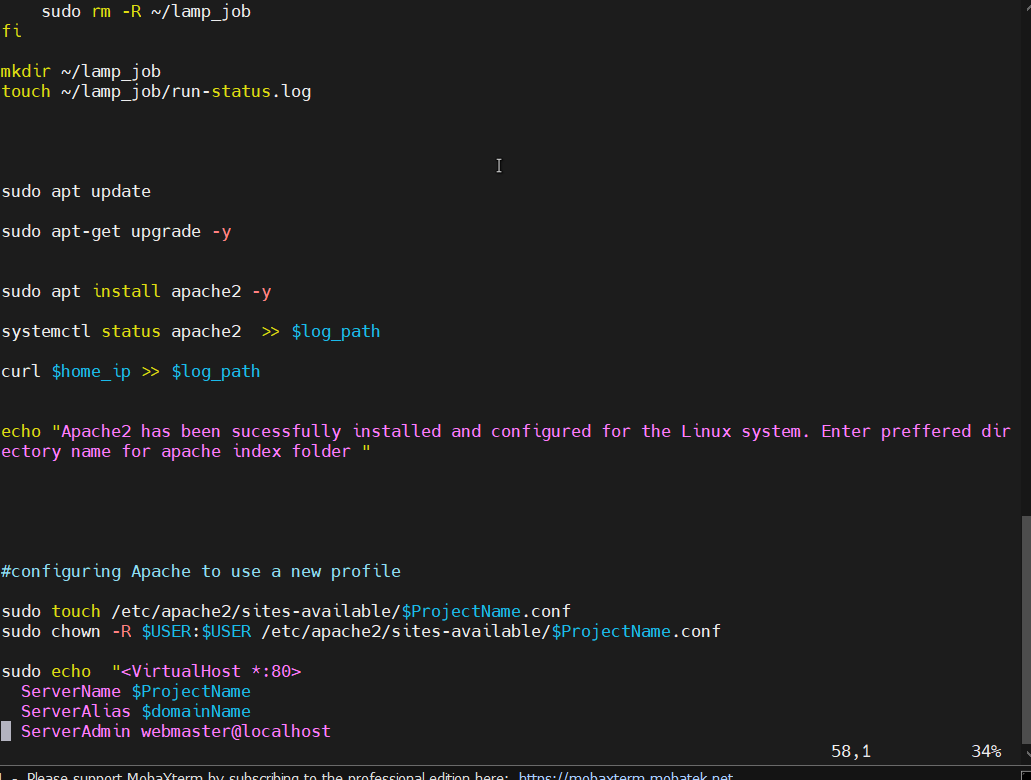 sudo rm -R ~/lamp_job
fi
mkdir ~/lamp_job
touch ~/lamp_job/run-status.log
sudo apt update
sudo apt-get upgrade -y
sudo apt install apache2 -y
systemctl status apache2  >> $log_path
curl $home_ip >> $log_path
echo "Apache2 has been sucessfully installed and configured for the Linux system. Enter preffered dir
ectory name for apache index folder "
#configuring Apache to use a new profile
sudo touch /etc/apache2/sites-available/$ProjectName.conf
sudo chown -R $USER:$USER /etc/apache2/sites-available/$ProjectName.conf
sudo echo  "<VirtualHost *:80>
  ServerName $ProjectName
  ServerAlias $domainName
  ServerAdmin webmaster@localhost
58,1 34%
- Please support MobaXterm by subscribing to the professional edition here: https://mobaxterm.mobatek.net